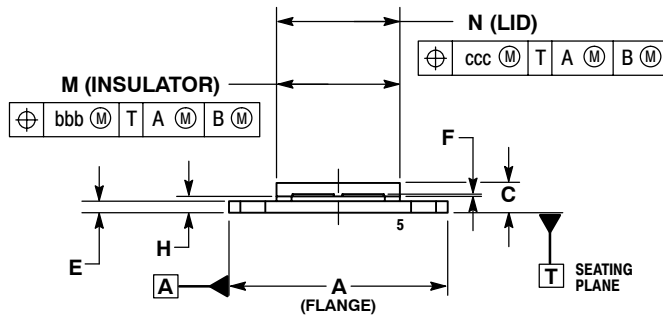 N (LID)
⌖ ccc Ⓜ T A Ⓜ B Ⓜ
M (INSULATOR)
⌖ bbb Ⓜ T A Ⓜ B Ⓜ
F
C
E
H
5
A
A
(FLANGE)
T
SEATING
PLANE